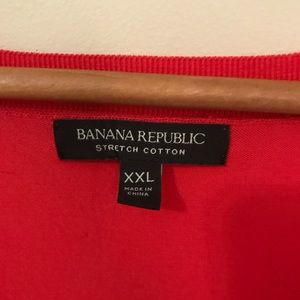 BANANA REPUBLIC
STRETCH COTTON
XXL
MADE IN
CHINA